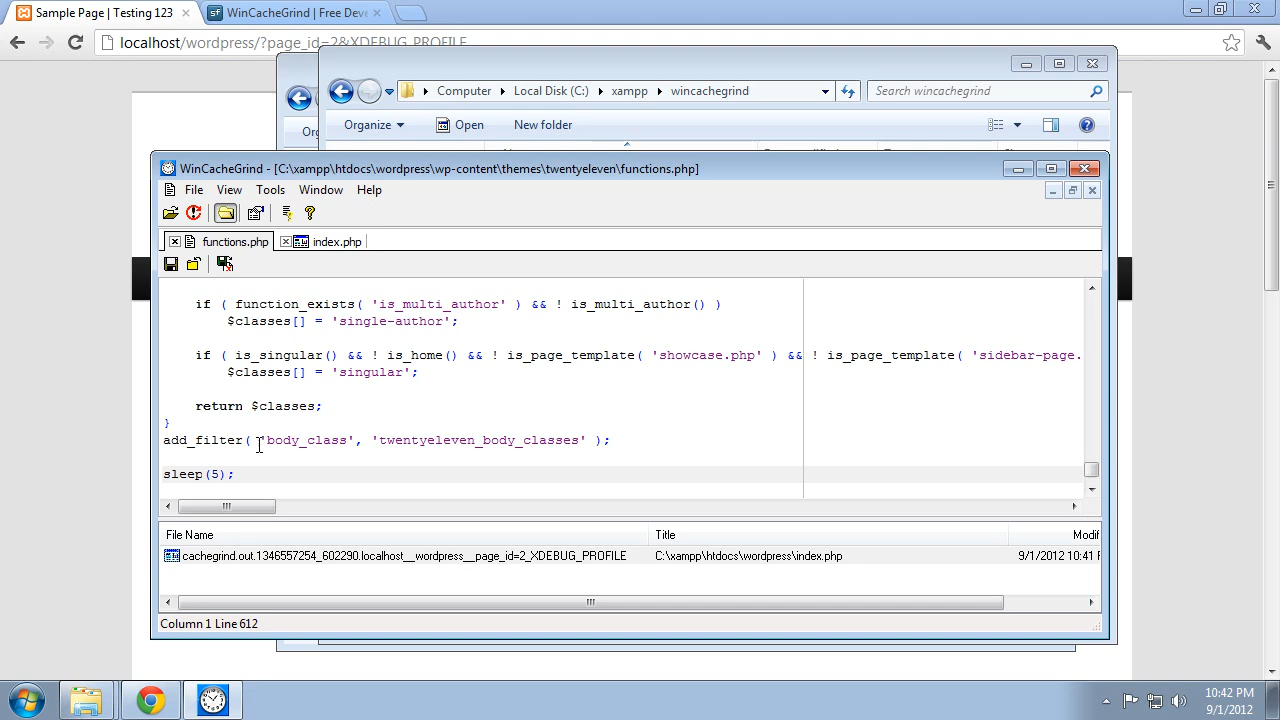 Sample Page | Testing 123
WinCacheGrind | Free Deve
localhost/wordpress/?page_id=2&XDEBUG_PROFILE
Computer
Local Disk (C:)
xampp
wincachegrind
Search wincachegrind
Organize
Open
New folder
WinCacheGrind - [C:\xampp\htdocs\wordpress\wp-content\themes\twentyeleven\functions.php]
File View Tools Window Help
functions.php
index.php
if ( function_exists( 'is_multi_author' ) && ! is_multi_author() )
$classes[] = 'single-author';
if ( is_singular() && ! is_home() && ! is_page_template( 'showcase.php' ) && ! is_page_template( 'sidebar-page.
$classes[] = 'singular';
return $classes;
}
add_filter( 'body_class', 'twentyeleven_body_classes' );
sleep(5);
File Name Title Modif
cachegrind.out.1346557254_602290.localhost__wordpress__page_id=2_XDEBUG_PROFILE C:\xampp\htdocs\wordpress\index.php 9/1/2012 10:41 P
Column 1 Line 612
10:42 PM
9/1/2012